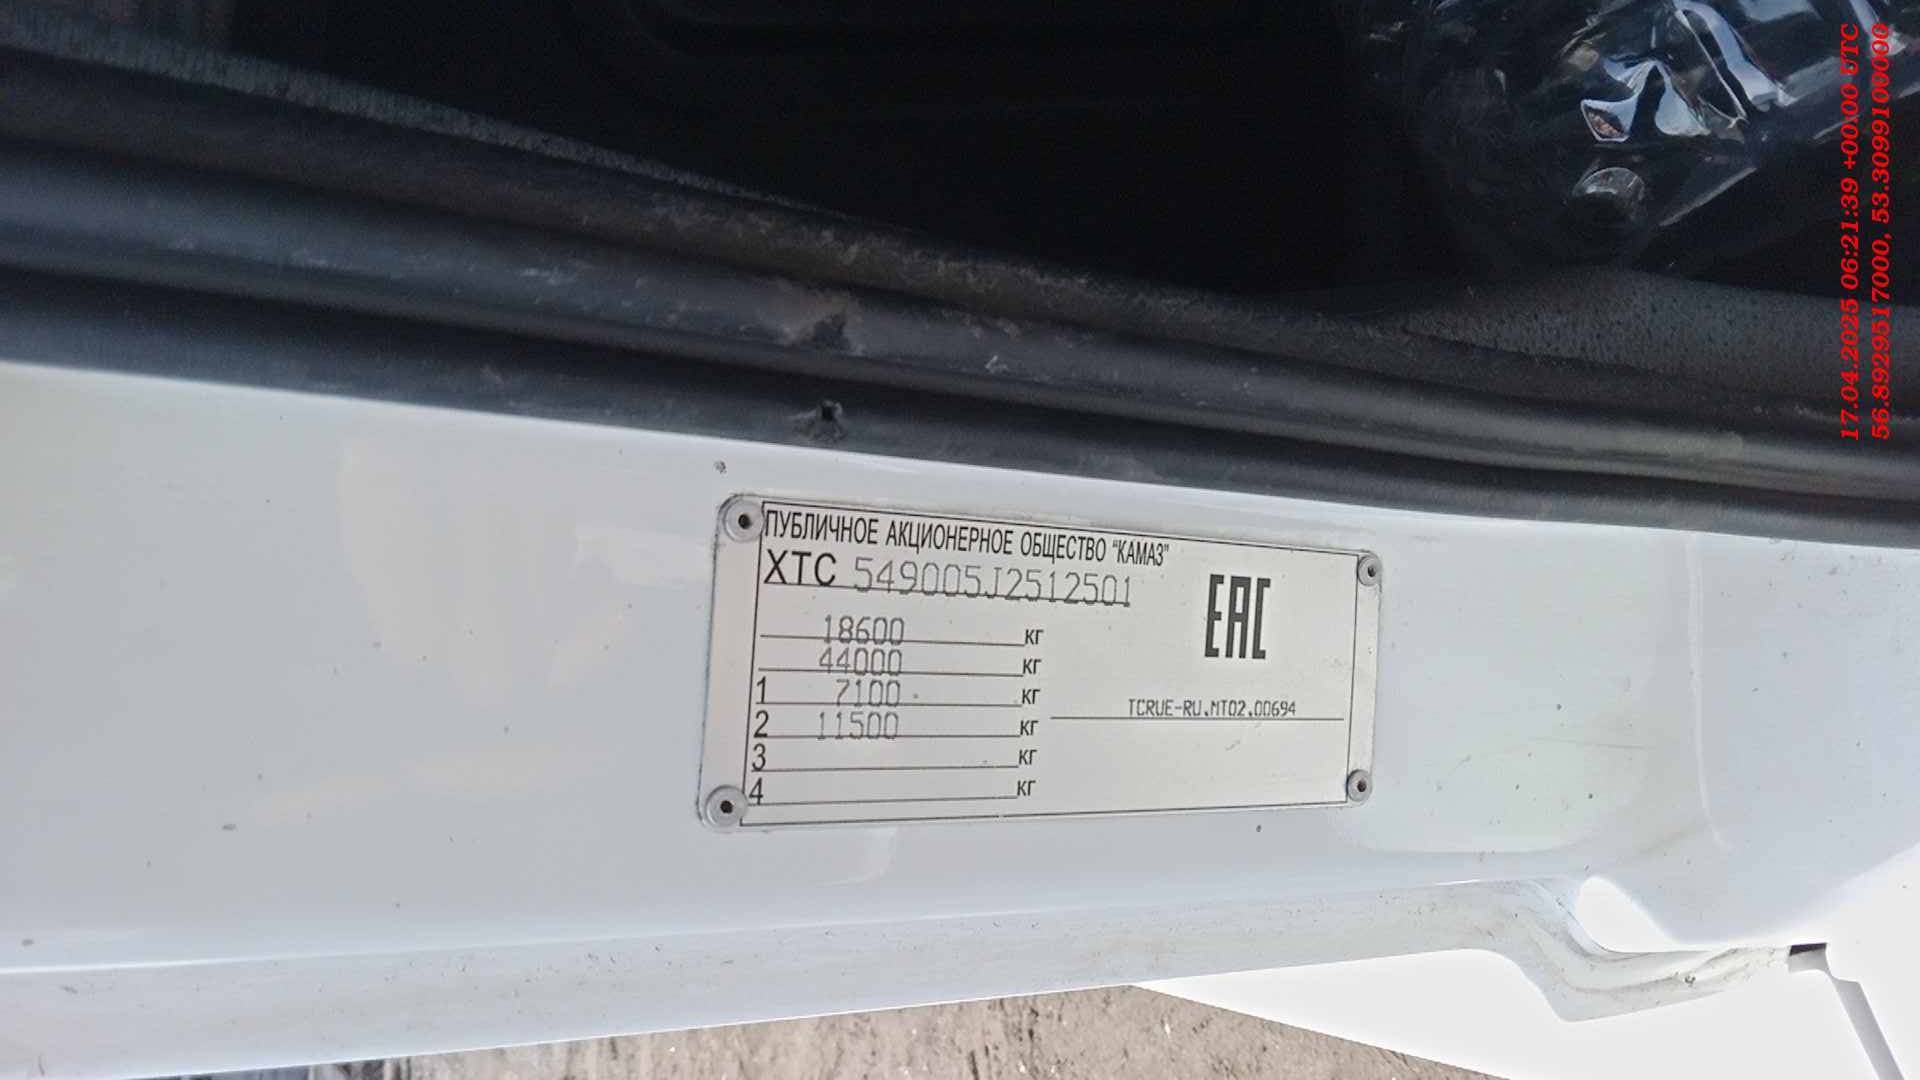 ПУБЛИЧНОЕ АКЦИОНЕРНОЕ ОБЩЕСТВО "КАМАЗ"
XTC 549005J2512501
EAC
18600 кг
44000 кг
1 7100 кг
2 11500 кг
3 кг
4 кг
TCRUE-RU.MT02.00694
17.04.2025 06:21:39 +00:00 UTC
56.8929517000, 53.3099100000